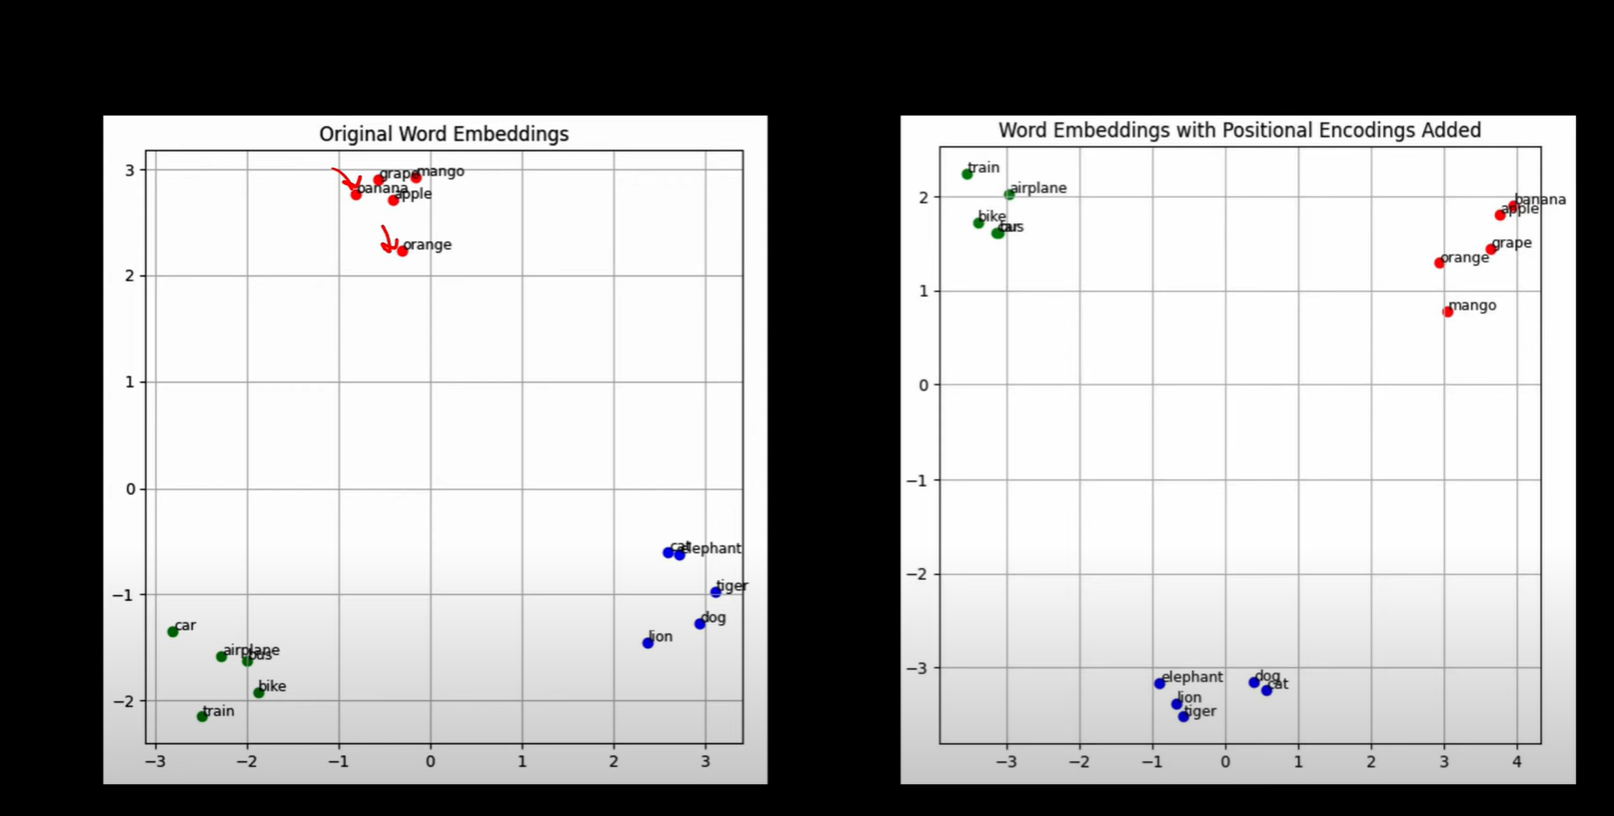 Original Word Embeddings
3
2
1
0
−1
−2
−3
−2
−1
0
1
2
3
grape
mango
banana
apple
orange
cat
elephant
tiger
dog
lion
car
airplane
bus
bike
train
Word Embeddings with Positional Encodings Added
2
1
0
−1
−2
−3
−3
−2
−1
0
1
2
3
4
train
airplane
bike
car
bus
banana
apple
grape
orange
mango
elephant
dog
cat
lion
tiger